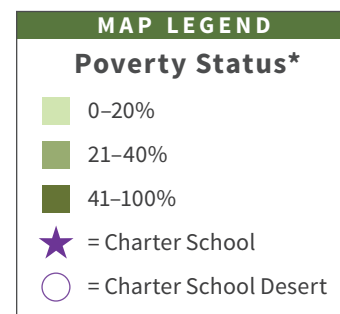 MAP LEGEND
Poverty Status*
0–20%
21–40%
41–100%
= Charter School
= Charter School Desert